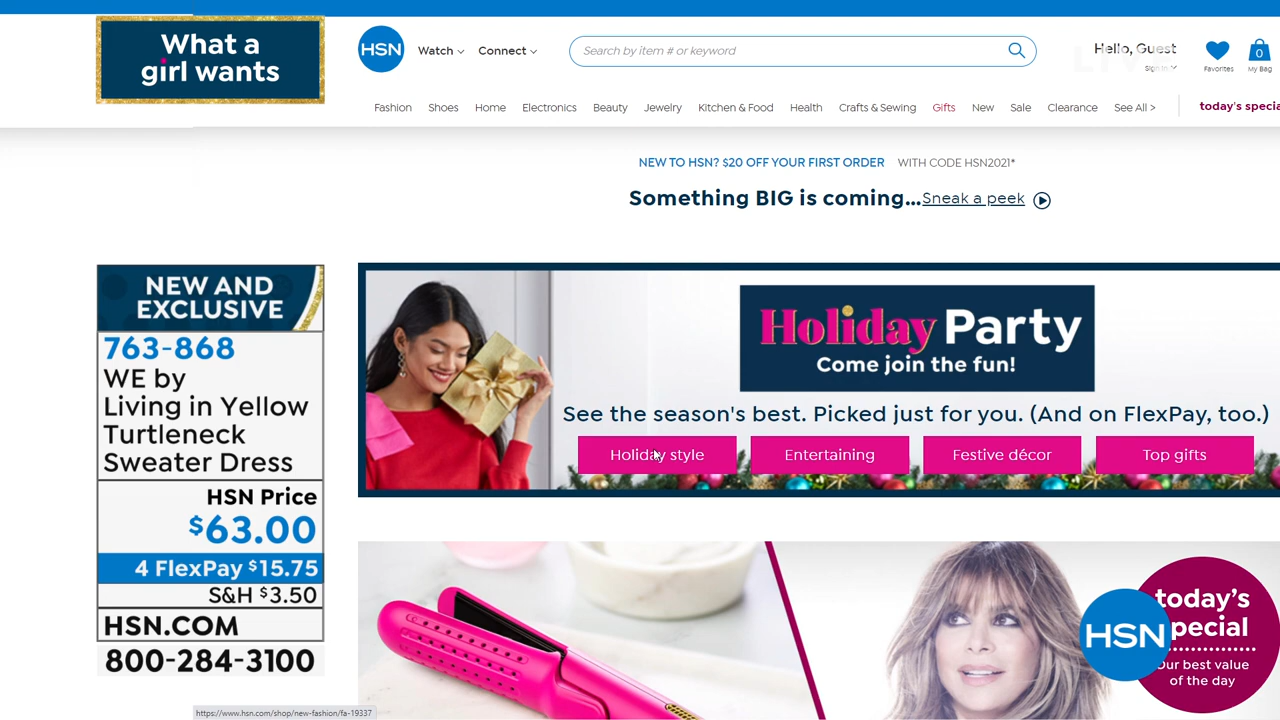 What a
girl wants
HSN
Watch
Connect
Search by item # or keyword
Hello, Guest
Sign In
Favorites
0
My Bag
Fashion
Shoes
Home
Electronics
Beauty
Jewelry
Kitchen & Food
Health
Crafts & Sewing
Gifts
New
Sale
Clearance
See All >
today's specia
NEW TO HSN? $20 OFF YOUR FIRST ORDER WITH CODE HSN2021*
Something BIG is coming...Sneak a peek
NEW AND
EXCLUSIVE
763-868
WE by
Living in Yellow
Turtleneck
Sweater Dress
HSN Price
$63.00
4 FlexPay $15.75
S&H $3.50
HSN.COM
800-284-3100
Holiday Party
Come join the fun!
See the season's best. Picked just for you. (And on FlexPay, too.)
Holiday style
Entertaining
Festive décor
Top gifts
today's
special
Our best value
of the day
HSN
https://www.hsn.com/shop/new-fashion/fa-19337